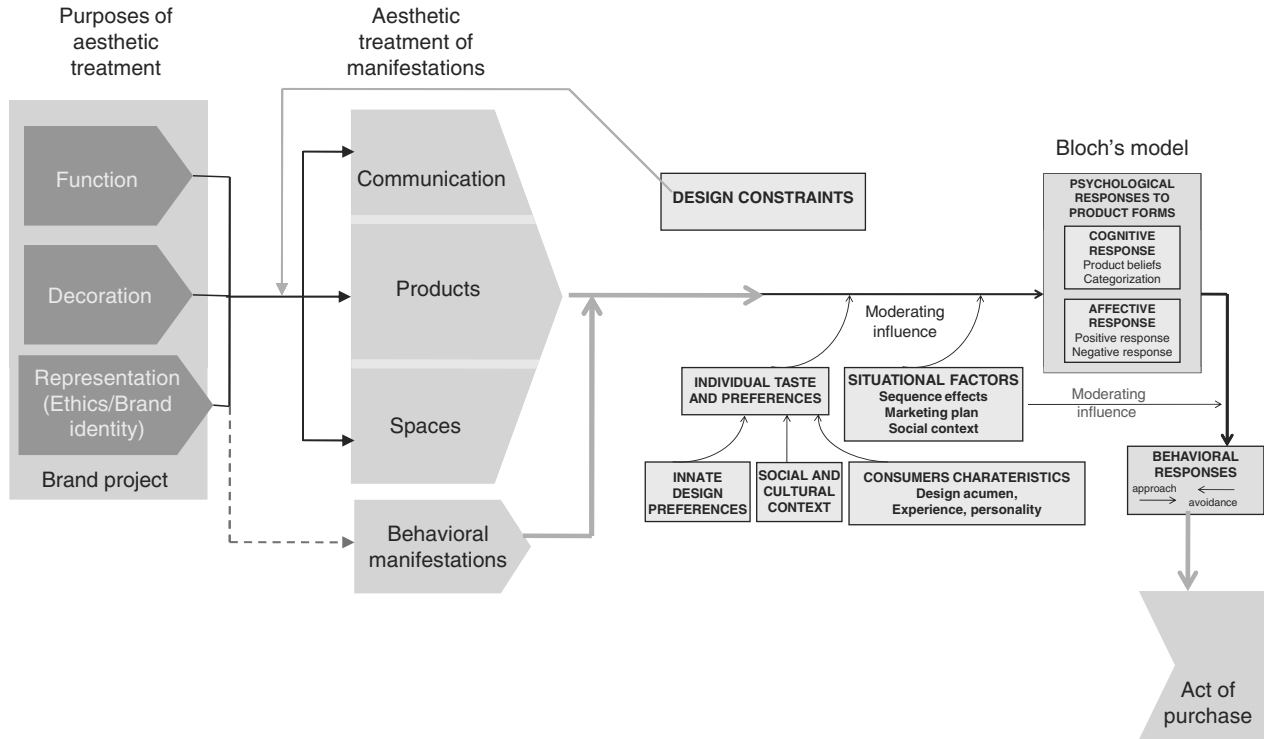 Purposes of
aesthetic
treatment
Function
Decoration
Representation
(Ethics/Brand
identity)
Brand project
Aesthetic
treatment of
manifestations
Communication
Products
Spaces
Behavioral
manifestations
DESIGN CONSTRAINTS
Moderating
influence
INDIVIDUAL TASTE
AND PREFERENCES
SITUATIONAL FACTORS
Sequence effects
Marketing plan
Social context
INNATE
DESIGN
PREFERENCES
SOCIAL AND
CULTURAL
CONTEXT
CONSUMERS CHARATERISTICS
Design acumen,
Experience, personality
Bloch’s model
PSYCHOLOGICAL
RESPONSES TO
PRODUCT FORMS
COGNITIVE
RESPONSE
Product beliefs
Categorization
AFFECTIVE
RESPONSE
Positive response
Negative response
Moderating
influence
BEHAVIORAL
RESPONSES
approach
avoidance
Act of
purchase